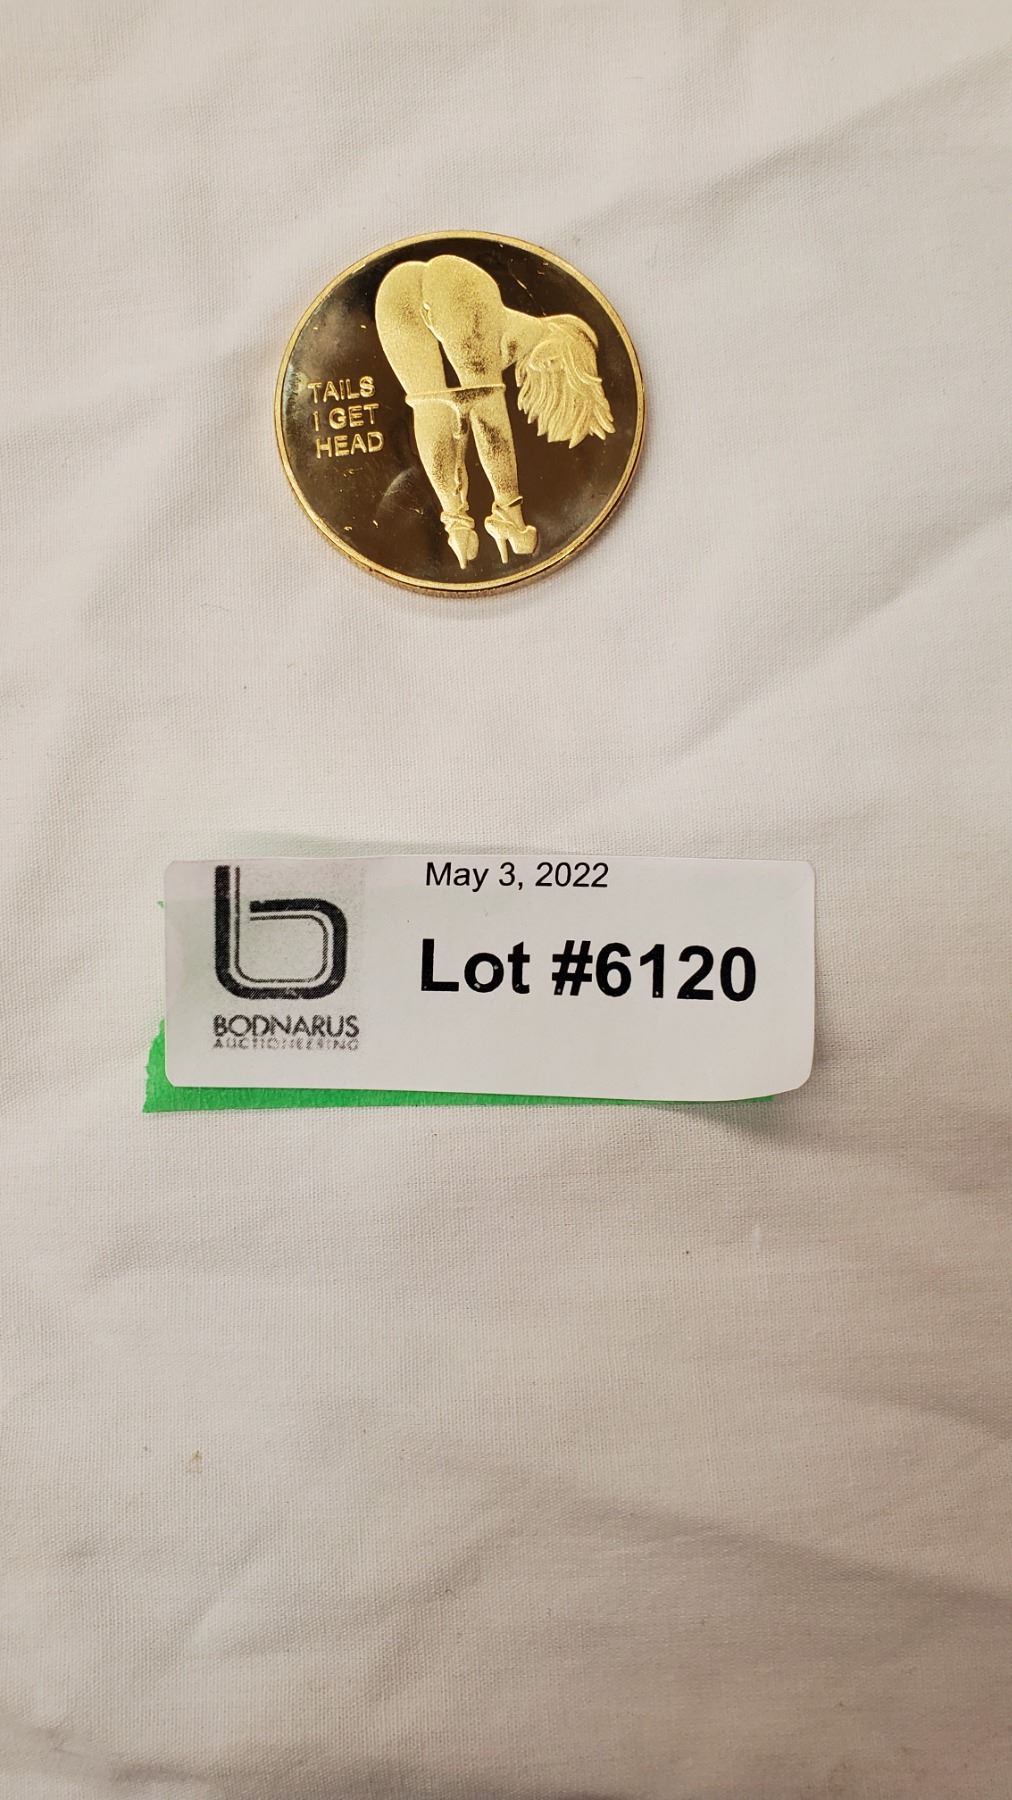 TAILS
I GET
HEAD
May 3, 2022
Lot #6120
BODNARUS
AUCTIONEERING